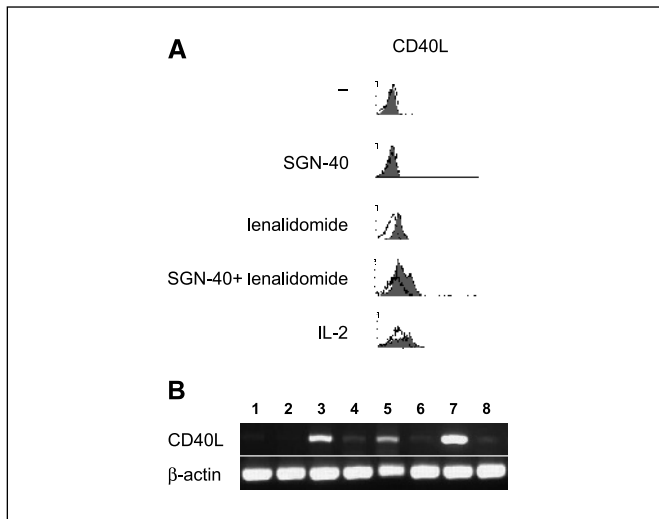 A
CD40L
–
SGN-40
lenalidomide
SGN-40+ lenalidomide
IL-2
B
1 2 3 4 5 6 7 8
CD40L
β-actin